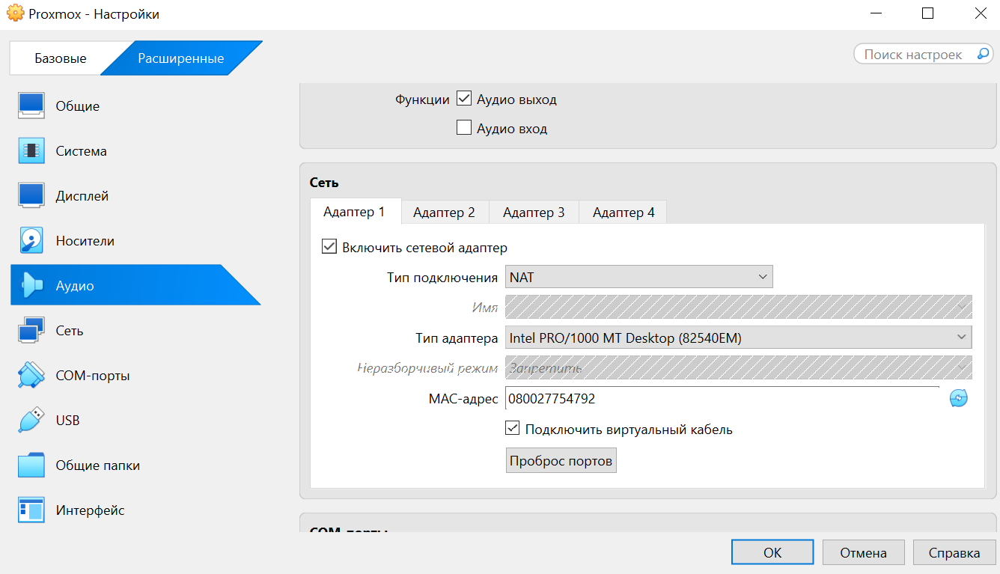 Proxmox - Настройки
Базовые
Расширенные
Поиск настроек
Общие
Система
Дисплей
Носители
Аудио
Сеть
COM-порты
USB
Общие папки
Интерфейс
Функции
Аудио выход
Аудио вход
Сеть
Адаптер 1
Адаптер 2
Адаптер 3
Адаптер 4
Включить сетевой адаптер
Тип подключения
NAT
Имя
Тип адаптера
Intel PRO/1000 MT Desktop (82540EM)
Неразборчивый режим
Запретить
MAC-адрес
080027754792
Подключить виртуальный кабель
Проброс портов
COM-порты
OK
Отмена
Справка